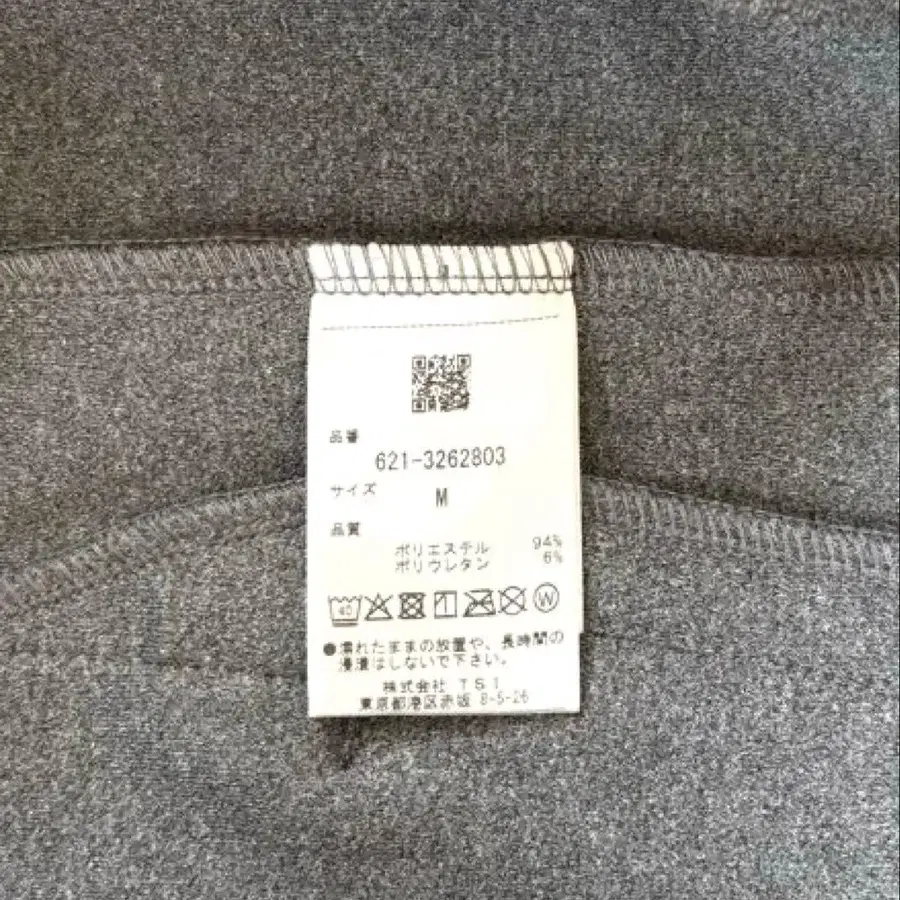 品番
621-3262803
サイズ
M
品質
ポリエステル 94%
ポリウレタン 6%
40
W
●濡れたままの放置や、長時間の
浸漬はしないで下さい。
株式会社 TSI
東京都港区赤坂 8-5-26